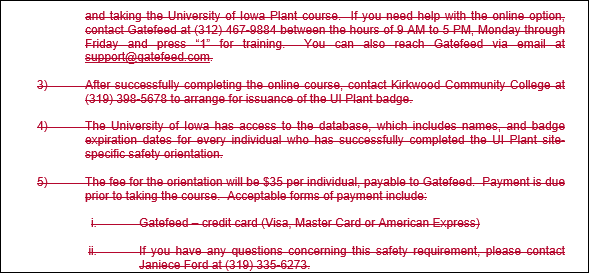 and taking the University of Iowa Plant course.  If you need help with the online option,
contact Gatefeed at (312) 467-9884 between the hours of 9 AM to 5 PM, Monday through
Friday and press “1” for training.  You can also reach Gatefeed via email at
support@gatefeed.com.
3) After successfully completing the online course, contact Kirkwood Community College at
(319) 398-5678 to arrange for issuance of the UI Plant badge.
4) The University of Iowa has access to the database, which includes names, and badge
expiration dates for every individual who has successfully completed the UI Plant site-
specific safety orientation.
5) The fee for the orientation will be $35 per individual, payable to Gatefeed.  Payment is due
prior to taking the course.  Acceptable forms of payment include:
i. Gatefeed – credit card (Visa, Master Card or American Express)
ii. If you have any questions concerning this safety requirement, please contact
Janiece Ford at (319) 335-6273.